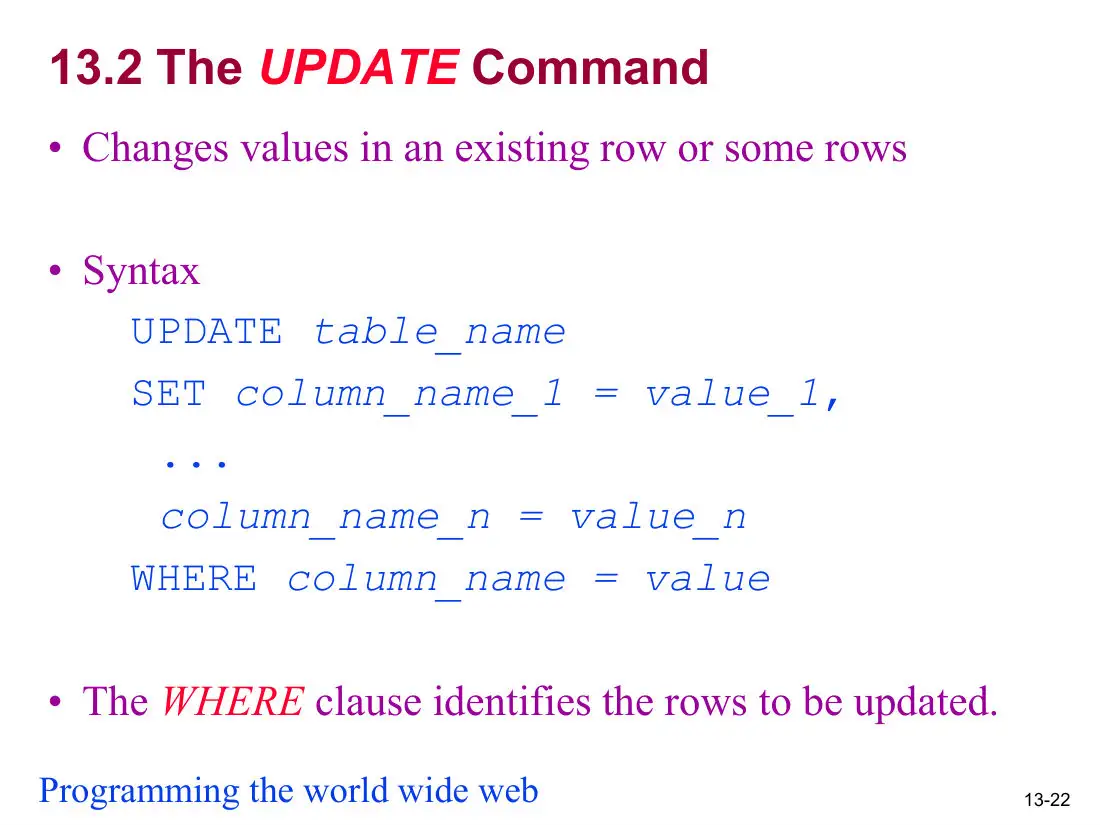 13.2 The UPDATE Command
• Changes values in an existing row or some rows
• Syntax
UPDATE table_name
SET column_name_1 = value_1,
...
column_name_n = value_n
WHERE column_name = value
• The WHERE clause identifies the rows to be updated.
Programming the world wide web
13-22